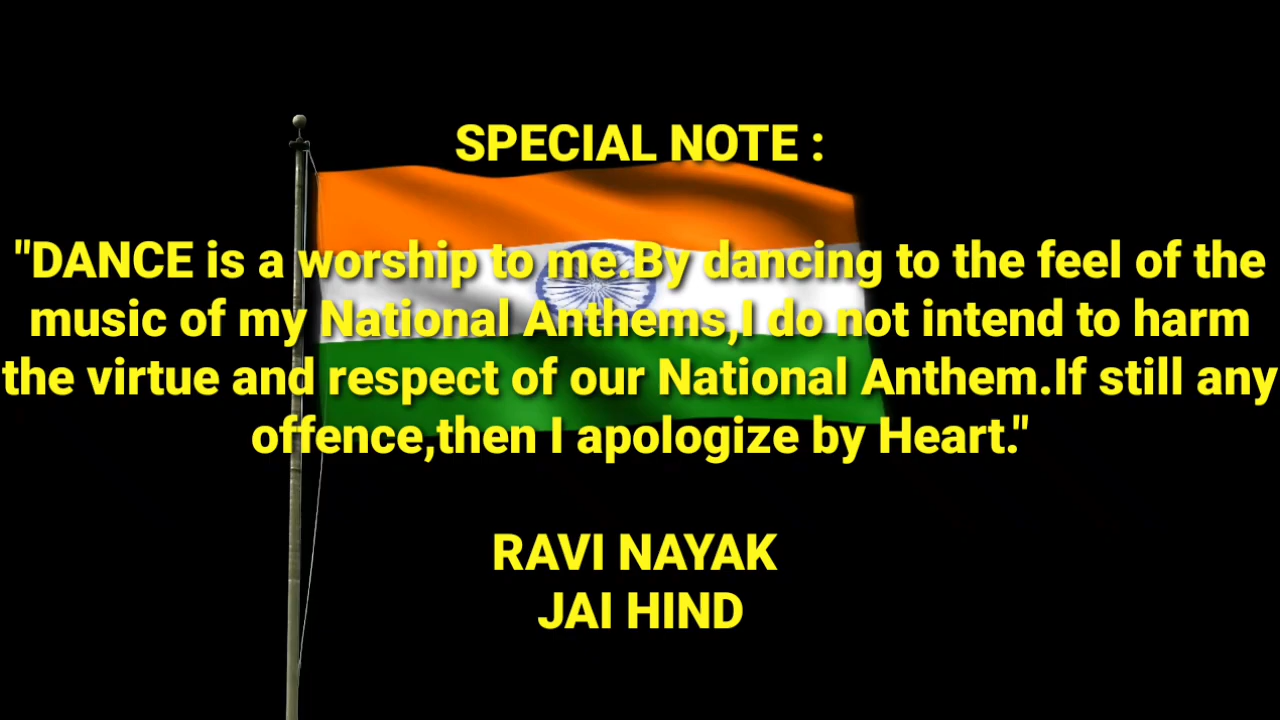 SPECIAL NOTE :
"DANCE is a worship to me.By dancing to the feel of the
music of my National Anthems,I do not intend to harm
the virtue and respect of our National Anthem.If still any
offence,then I apologize by Heart."
RAVI NAYAK
JAI HIND